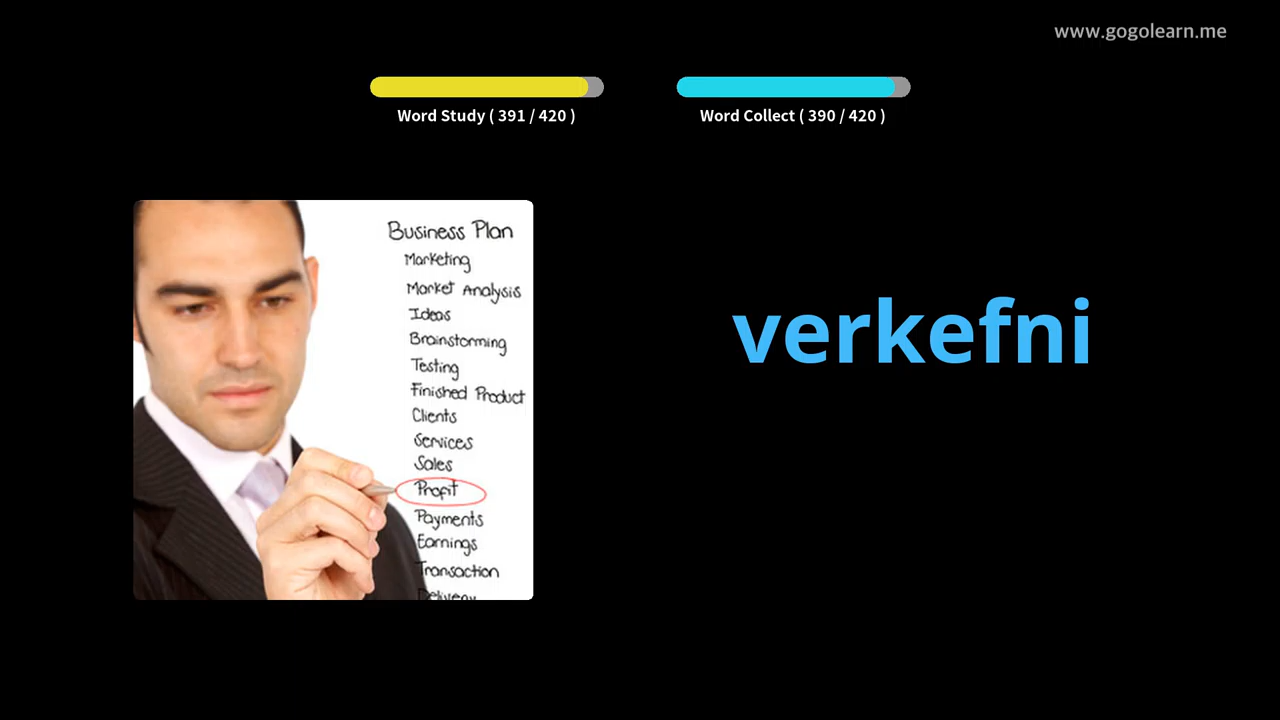 www.gogolearn.me
Word Study ( 391 / 420 )
Word Collect ( 390 / 420 )
Business Plan
Marketing
Market Analysis
Ideas
Brainstorming
Testing
Finished Product
Clients
Services
Sales
Profit
Payments
Earnings
Transaction
Delivery
verkefni